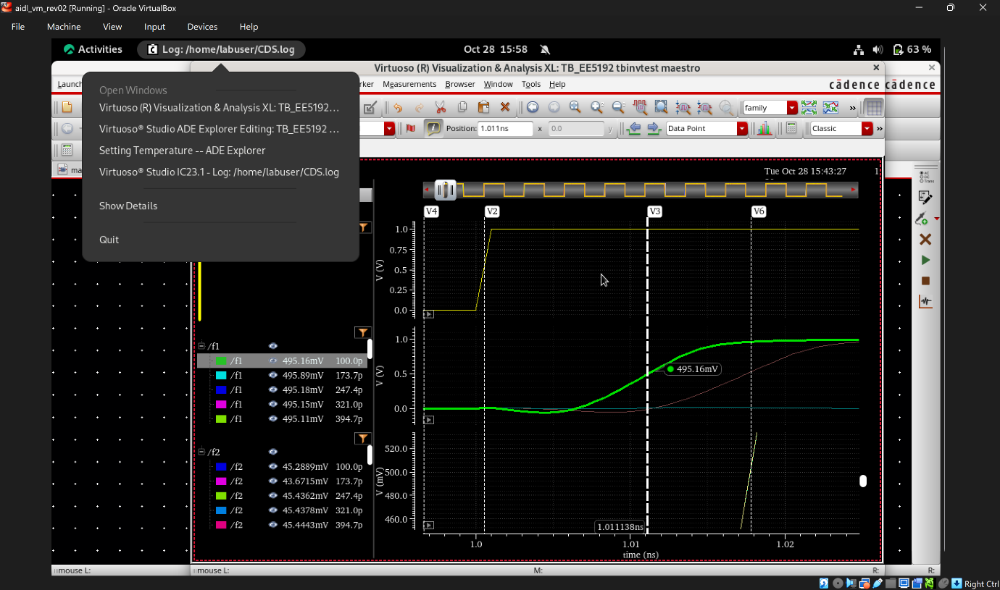 aidl_vm_rev02 [Running] - Oracle VirtualBox
File Machine View Input Devices Help
Activities Log: /home/labuser/CDS.log Oct 28 15:58 63 %
Virtuoso (R) Visualization & Analysis XL: TB_EE5192 tbinvtest maestro
Launch rker Measurements Browser Window Tools Help cādence cādence
Open Windows
Virtuoso (R) Visualization & Analysis XL: TB_EE5192...
Virtuoso® Studio ADE Explorer Editing: TB_EE5192 ...
Setting Temperature -- ADE Explorer
Virtuoso® Studio IC23.1 - Log: /home/labuser/CDS.log
Show Details
Quit
family
Position: 1.011ns x 0.0 y Data Point Classic
ma
Tue Oct 28 15:43:27 1
V4 V2 V3 V6
1.0
0.75
0.5
0.25
0.0
V (V)
/f1
/f1 495.16mV 100.0p
/f1 495.89mV 173.7p
/f1 495.18mV 247.4p
/f1 495.15mV 321.0p
/f1 495.11mV 394.7p
1.0
0.5
0.0
V (V)
495.16mV
/f2
/f2 45.2889mV 100.0p
/f2 43.6715mV 173.7p
/f2 45.4362mV 247.4p
/f2 45.4378mV 321.0p
/f2 45.4443mV 394.7p
520.0
500.0
480.0
460.0
V (mV)
1.011138ns
1.0 1.01 1.02
time (ns)
AC
DC
Trans
mouse L: mouse L: M: R: R:
Right Ctrl